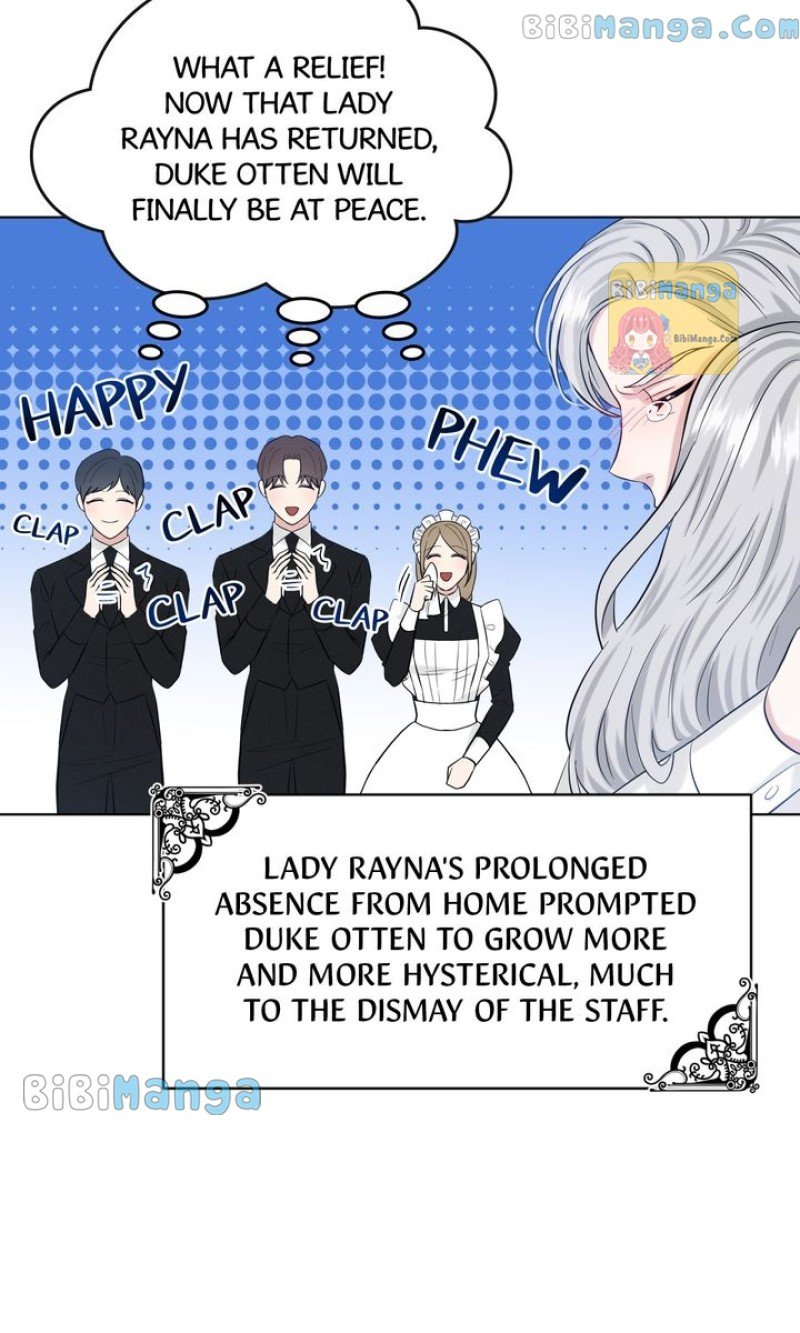 BiBiManga.Com
WHAT A RELIEF!
NOW THAT LADY
RAYNA HAS RETURNED,
DUKE OTTEN WILL
FINALLY BE AT PEACE.
BiBiManga
BibiManga.Com
HAPPY
PHEW
CLAP
CLAP
CLAP
CLAP
LADY RAYNA'S PROLONGED
ABSENCE FROM HOME PROMPTED
DUKE OTTEN TO GROW MORE
AND MORE HYSTERICAL, MUCH
TO THE DISMAY OF THE STAFF.
BiBiManga